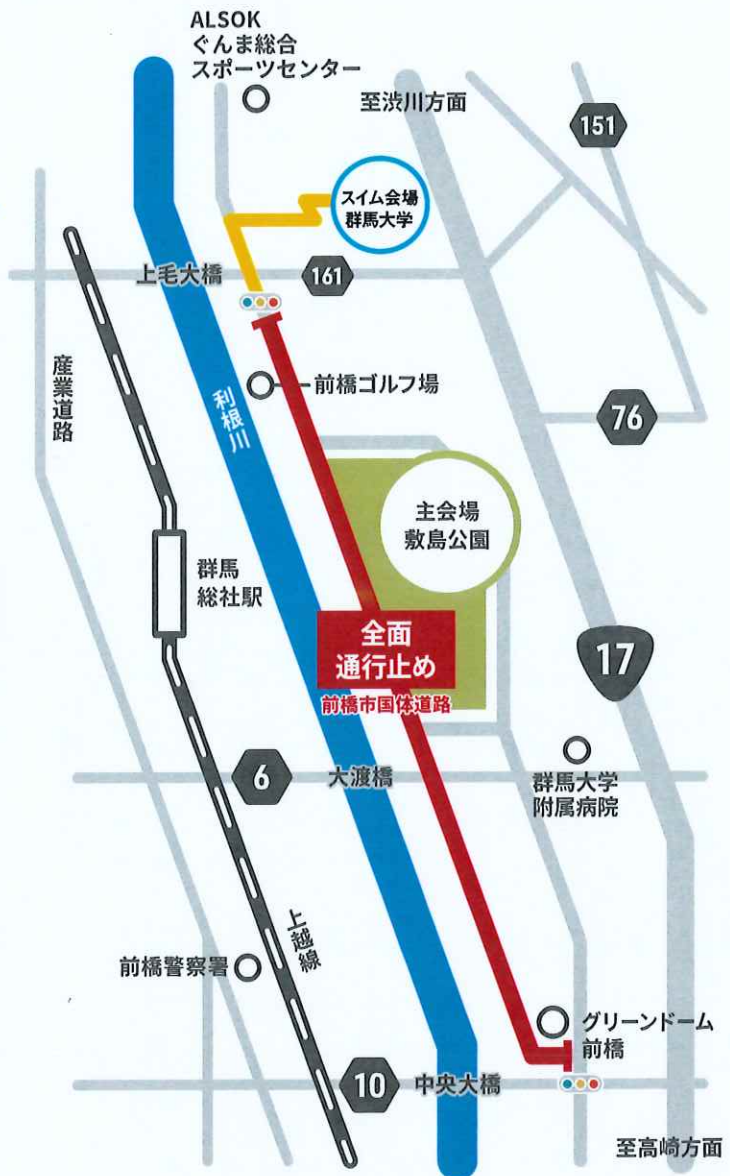 ALSOK
ぐんま総合
スポーツセンター
至渋川方面
151
スイム会場
群馬大学
上毛大橋
161
産業道路
利根川
前橋ゴルフ場
76
主会場
敷島公園
群馬
総社駅
全面
通行止め
前橋市国体道路
17
6
大渡橋
群馬大学
附属病院
上越線
前橋警察署
グリーンドーム
前橋
10
中央大橋
至高崎方面